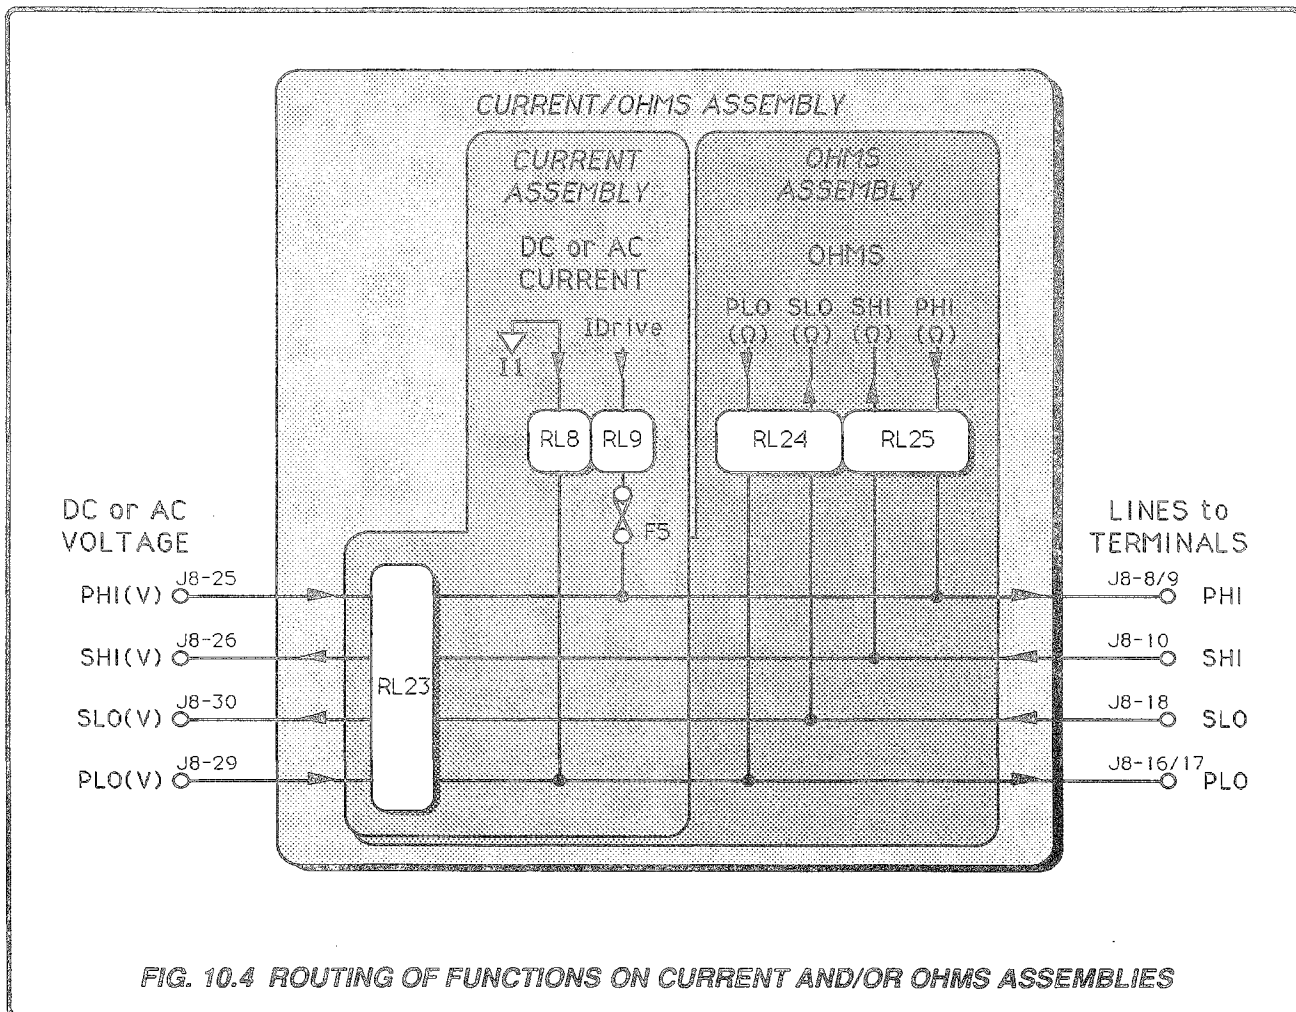 CURRENT/OHMS ASSEMBLY
CURRENT
ASSEMBLY
DC or AC
CURRENT
I1
IDrive
RL8
RL9
F5
OHMS
ASSEMBLY
OHMS
PLO SLO SHI PHI
(Ω) (Ω) (Ω) (Ω)
RL24
RL25
DC or AC
VOLTAGE
PHI(V) J8-25
SHI(V) J8-26
SLO(V) J8-30
PLO(V) J8-29
RL23
LINES to
TERMINALS
J8-8/9 PHI
J8-10 SHI
J8-18 SLO
J8-16/17 PLO
FIG. 10.4 ROUTING OF FUNCTIONS ON CURRENT AND/OR OHMS ASSEMBLIES